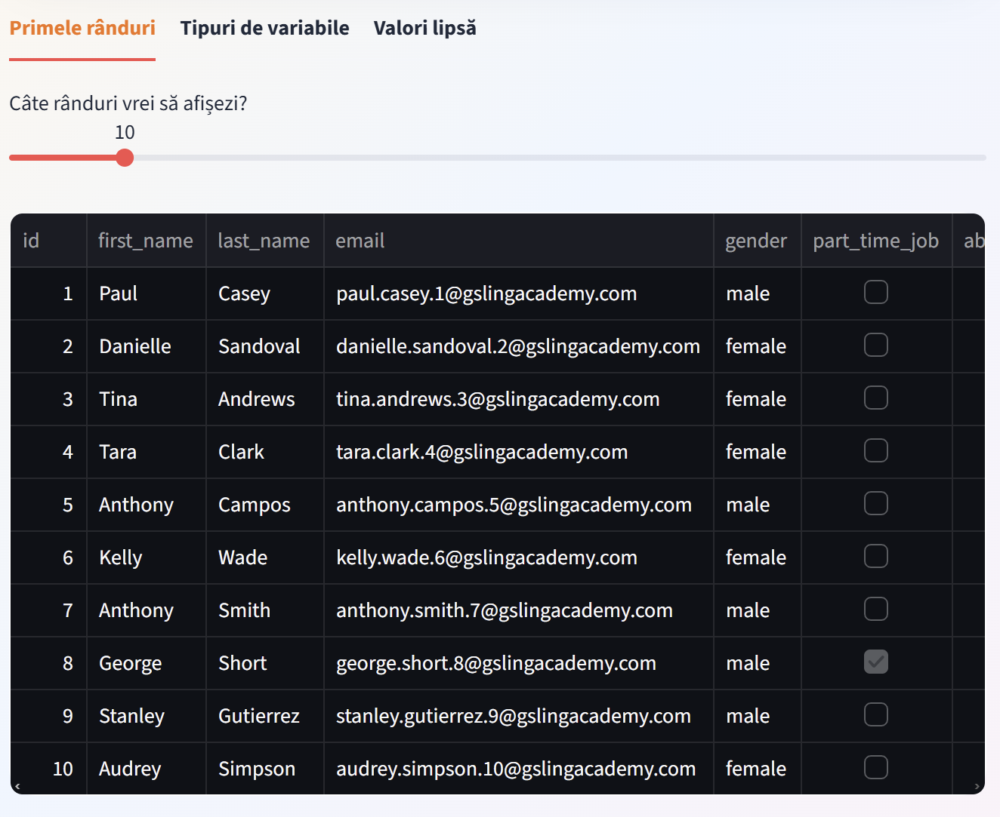 Primele rânduri Tipuri de variabile Valori lipsă
Câte rânduri vrei să afișezi?
10
id first_name last_name email gender part_time_job ab
1 Paul Casey paul.casey.1@gslingacademy.com male
2 Danielle Sandoval danielle.sandoval.2@gslingacademy.com female
3 Tina Andrews tina.andrews.3@gslingacademy.com female
4 Tara Clark tara.clark.4@gslingacademy.com female
5 Anthony Campos anthony.campos.5@gslingacademy.com male
6 Kelly Wade kelly.wade.6@gslingacademy.com female
7 Anthony Smith anthony.smith.7@gslingacademy.com male
8 George Short george.short.8@gslingacademy.com male
9 Stanley Gutierrez stanley.gutierrez.9@gslingacademy.com male
10 Audrey Simpson audrey.simpson.10@gslingacademy.com female